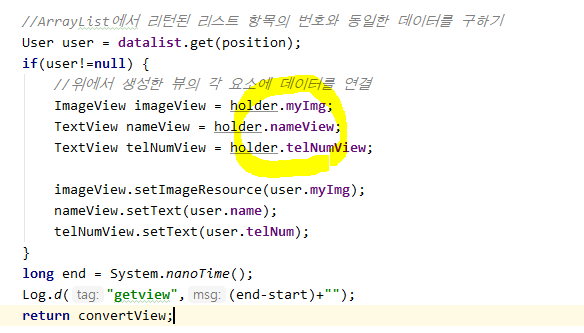 //ArrayList에서 리턴된 리스트 항목의 번호와 동일한 데이터를 구하기
User user = datalist.get(position);
if(user!=null) {
//위에서 생성한 뷰의 각 요소에 데이터를 연결
ImageView imageView = holder.myImg;
TextView nameView = holder.nameView;
TextView telNumView = holder.telNumView;
imageView.setImageResource(user.myImg);
nameView.setText(user.name);
telNumView.setText(user.telNum);
}
long end = System.nanoTime();
Log.d( tag: "getview", msg: (end-start)+"");
return convertView;